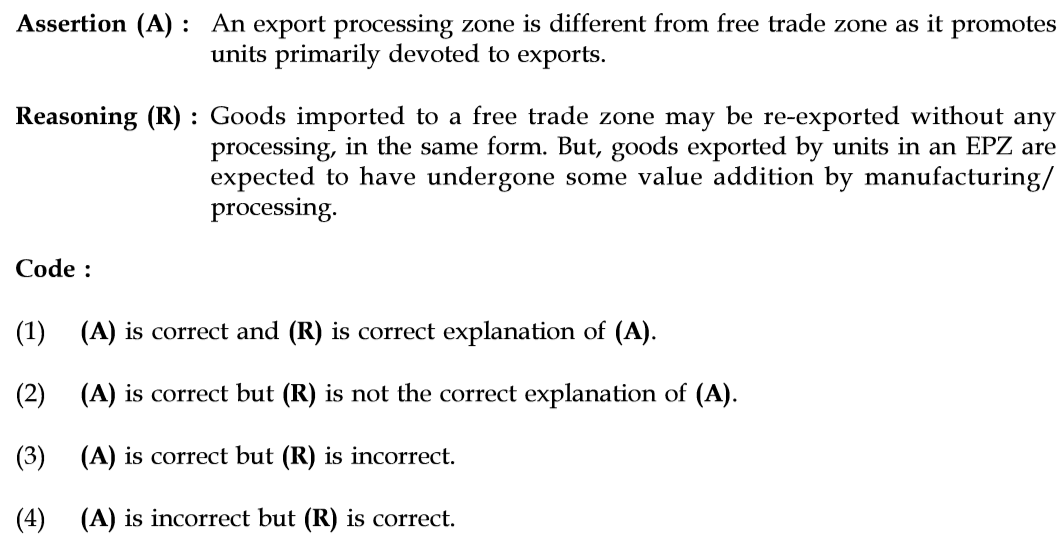 Assertion (A) : An export processing zone is different from free trade zone as it promotes
units primarily devoted to exports.
Reasoning (R) : Goods imported to a free trade zone may be re-exported without any
processing, in the same form. But, goods exported by units in an EPZ are
expected to have undergone some value addition by manufacturing/
processing.
Code :
(1) (A) is correct and (R) is correct explanation of (A).
(2) (A) is correct but (R) is not the correct explanation of (A).
(3) (A) is correct but (R) is incorrect.
(4) (A) is incorrect but (R) is correct.